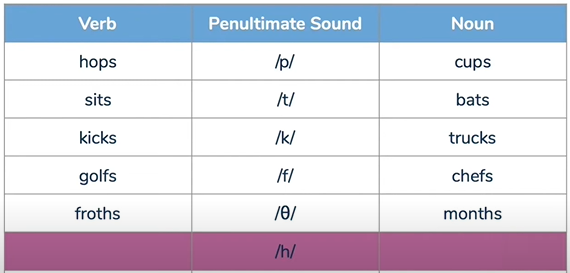 Verb Penultimate Sound Noun
hops /p/ cups
sits /t/ bats
kicks /k/ trucks
golfs /f/ chefs
froths /θ/ months
/h/